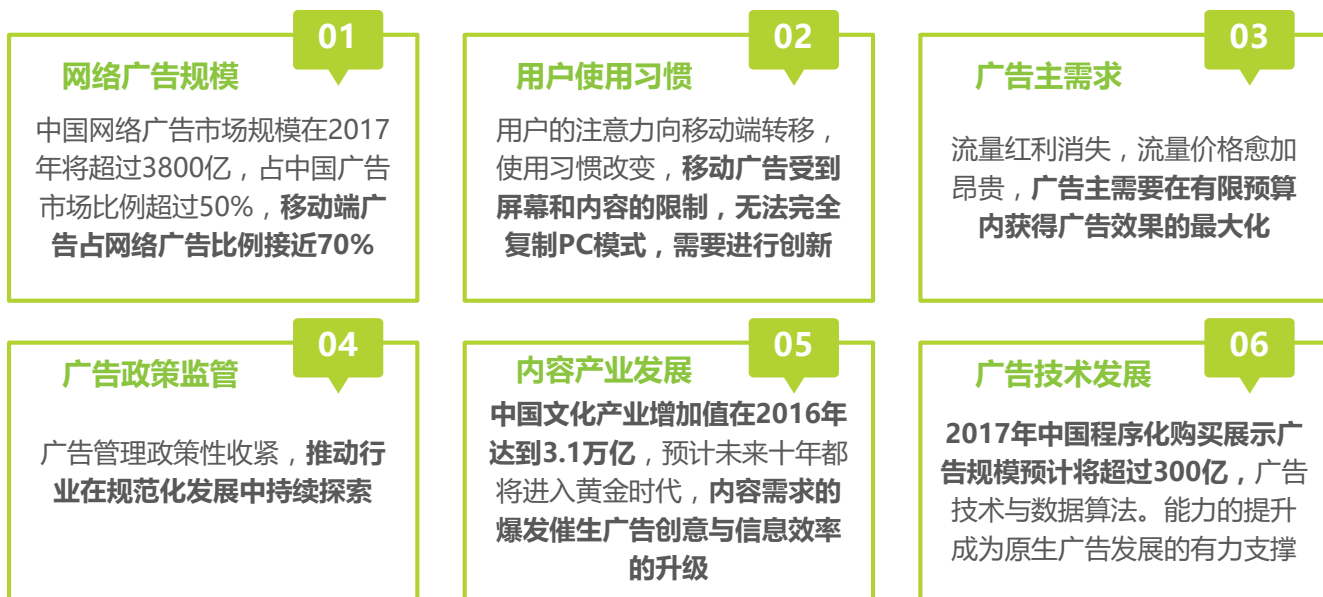 01
网络广告规模
中国网络广告市场规模在2017
年将超过3800亿，占中国广告
市场比例超过50%，移动端广
告占网络广告比例接近70%
02
用户使用习惯
用户的注意力向移动端转移，
使用习惯改变，移动广告受到
屏幕和内容的限制，无法完全
复制PC模式，需要进行创新
03
广告主需求
流量红利消失，流量价格愈加
昂贵，广告主需要在有限预算
内获得广告效果的最大化
04
广告政策监管
广告管理政策性收紧，推动行
业在规范化发展中持续探索
05
内容产业发展
中国文化产业增加值在2016年
达到3.1万亿，预计未来十年都
将进入黄金时代，内容需求的
爆发催生广告创意与信息效率
的升级
06
广告技术发展
2017年中国程序化购买展示广
告规模预计将超过300亿，广告
技术与数据算法。能力的提升
成为原生广告发展的有力支撑